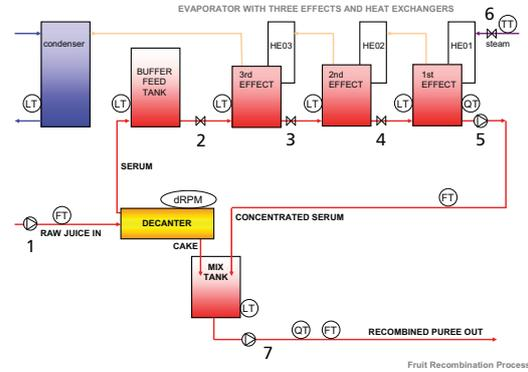 EVAPORATOR WITH THREE EFFECTS AND HEAT EXCHANGERS
6
TT
steam
condenser
HE03
HE02
HE01
BUFFER
FEED
TANK
3rd
EFFECT
2nd
EFFECT
1st
EFFECT
LT
LT
LT
LT
LT
QT
2
3
4
5
SERUM
dRPM
FT
FT
DECANTER
CONCENTRATED SERUM
RAW JUICE IN
1
CAKE
MIX
TANK
LT
QT
FT
RECOMBINED PUREE OUT
7
Fruit Recombination Process